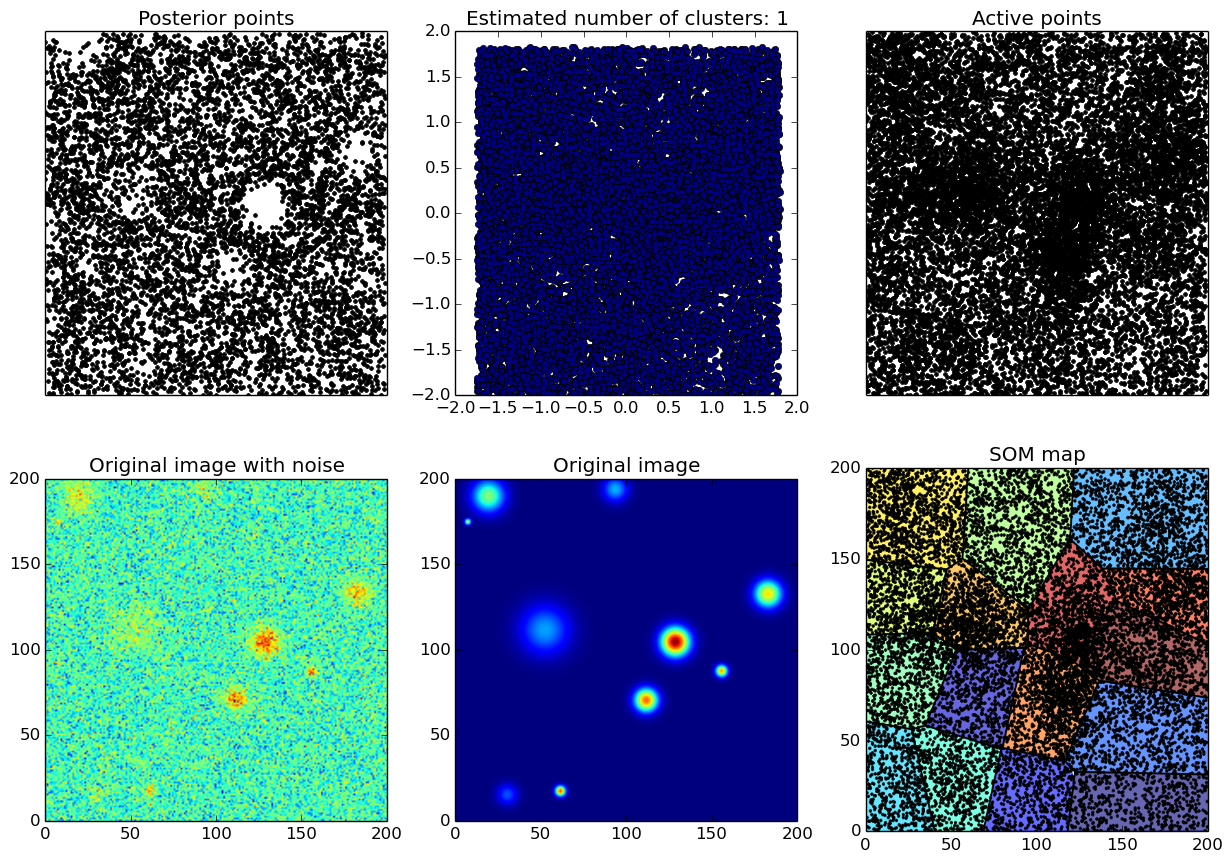 Posterior points
Estimated number of clusters: 1
Active points
2.0
1.5
1.0
0.5
0.0
−0.5
−1.0
−1.5
−2.0
−2.0 −1.5 −1.0 −0.5 0.0 0.5 1.0 1.5 2.0
Original image with noise
Original image
SOM map
200
150
100
50
0
0 50 100 150 200
200
150
100
50
0
0 50 100 150 200
200
150
100
50
0
0 50 100 150 200